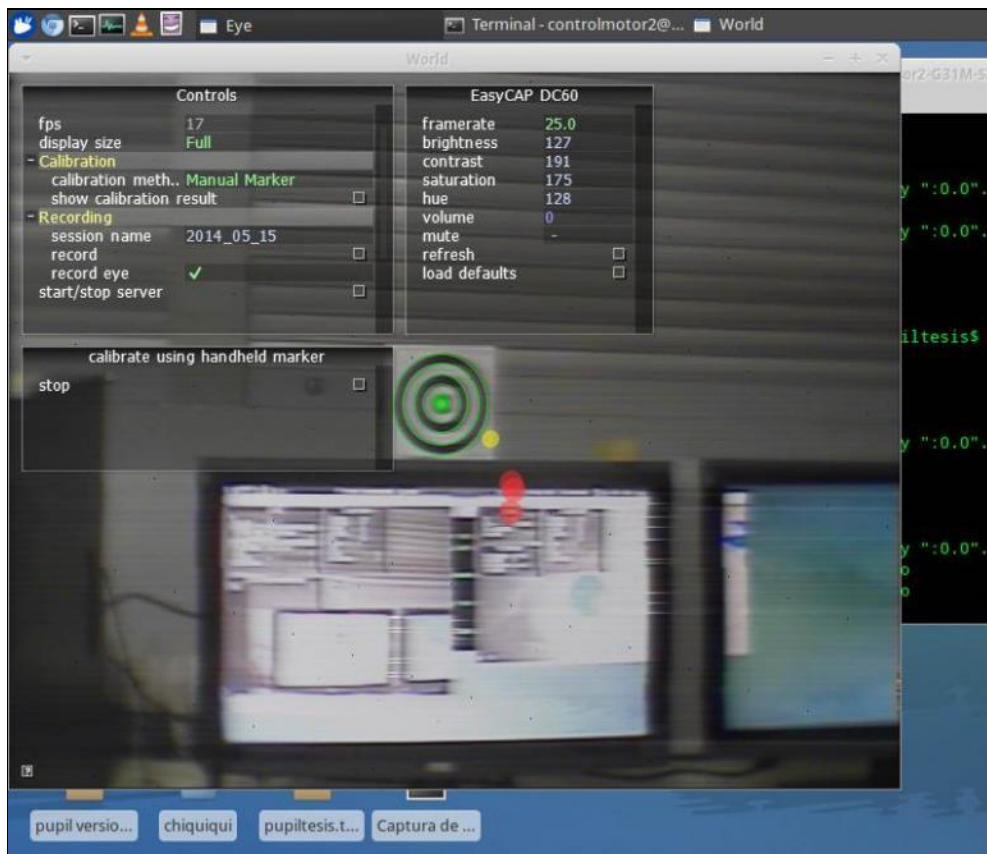 Eye
Terminal - controlmotor2@...
World
World
Controls
fps 17
display size Full
- Calibration
calibration meth.. Manual Marker
show calibration result
- Recording
session name 2014_05_15
record
record eye ✓
start/stop server
EasyCAP DC60
framerate 25.0
brightness 127
contrast 191
saturation 175
hue 128
volume 0
mute -
refresh
load defaults
calibrate using handheld marker
stop
?
or2-G31M-S
y ":0.0".
y ":0.0".
iltesis$
y ":0.0".
y ":0.0".
o
o
pupil versio...
chiquiqui
pupiltesis.t...
Captura de ...